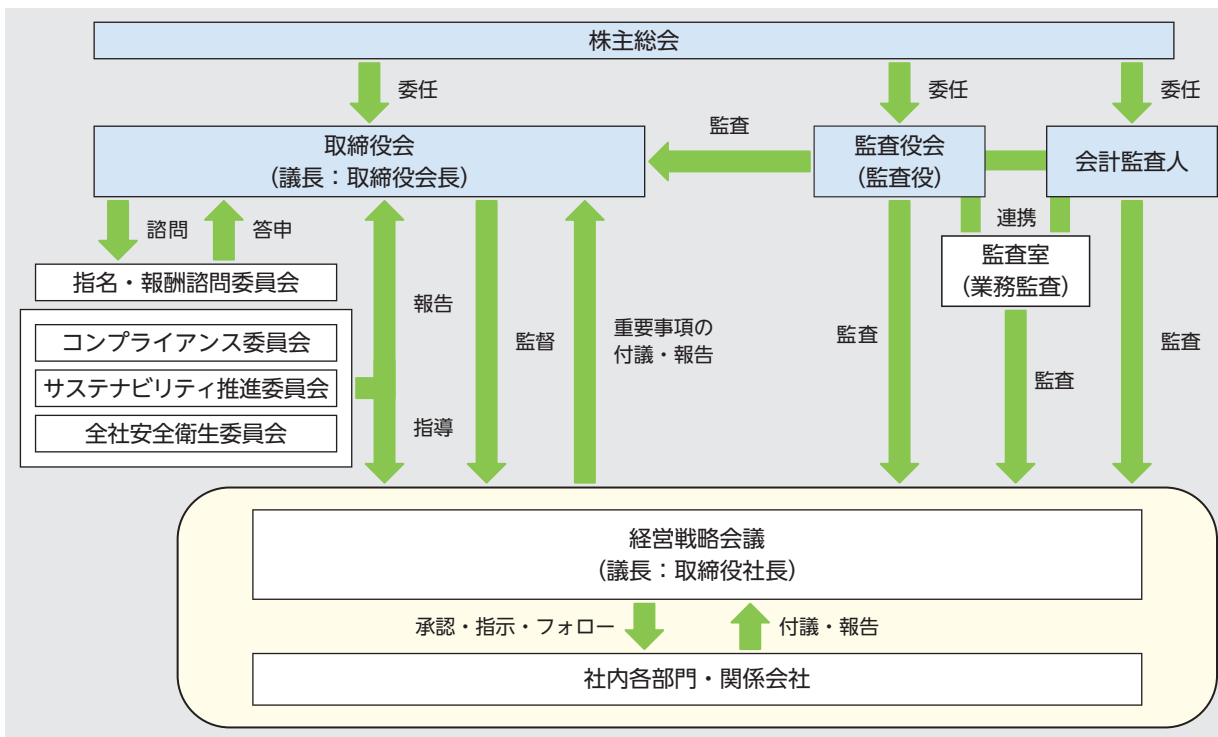 株主総会
委任
委任
委任
取締役会
（議長：取締役会長）
監査
監査役会
（監査役）
会計監査人
諮問
答申
連携
監査室
（業務監査）
指名・報酬諮問委員会
コンプライアンス委員会
サステナビリティ推進委員会
全社安全衛生委員会
報告
指導
監督
重要事項の
付議・報告
監査
監査
監査
経営戦略会議
（議長：取締役社長）
承認・指示・フォロー
付議・報告
社内各部門・関係会社